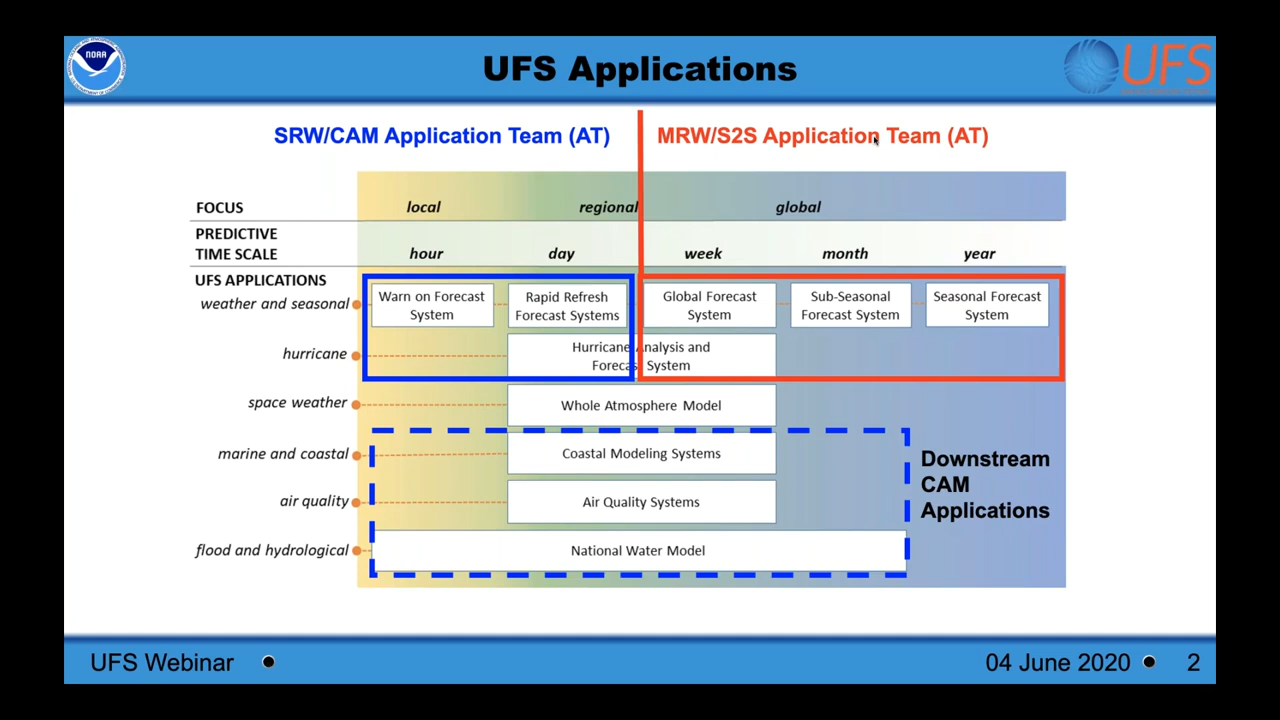 NOAA
UFS Applications
UFS
SRW/CAM Application Team (AT)
MRW/S2S Application Team (AT)
FOCUS
local
regional
global
PREDICTIVE
TIME SCALE
hour
day
week
month
year
UFS APPLICATIONS
weather and seasonal
Warn on Forecast
System
Rapid Refresh
Forecast Systems
Global Forecast
System
Sub-Seasonal
Forecast System
Seasonal Forecast
System
hurricane
Hurricane Analysis and
Forecast System
space weather
Whole Atmosphere Model
marine and coastal
Coastal Modeling Systems
air quality
Air Quality Systems
flood and hydrological
National Water Model
Downstream
CAM
Applications
UFS Webinar
04 June 2020
2